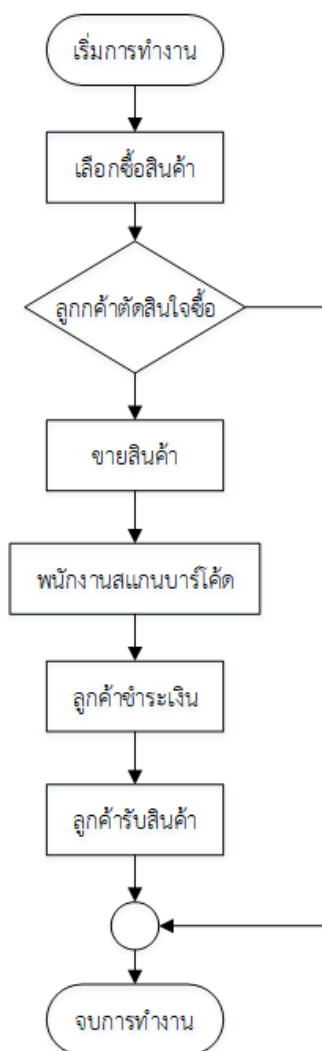 เริ่มการทำงาน
เลือกซื้อสินค้า
ลูกกค้าตัดสินใจซื้อ
ขายสินค้า
พนักงานสแกนบาร์โค้ด
ลูกค้าชำระเงิน
ลูกค้ารับสินค้า
จบการทำงาน